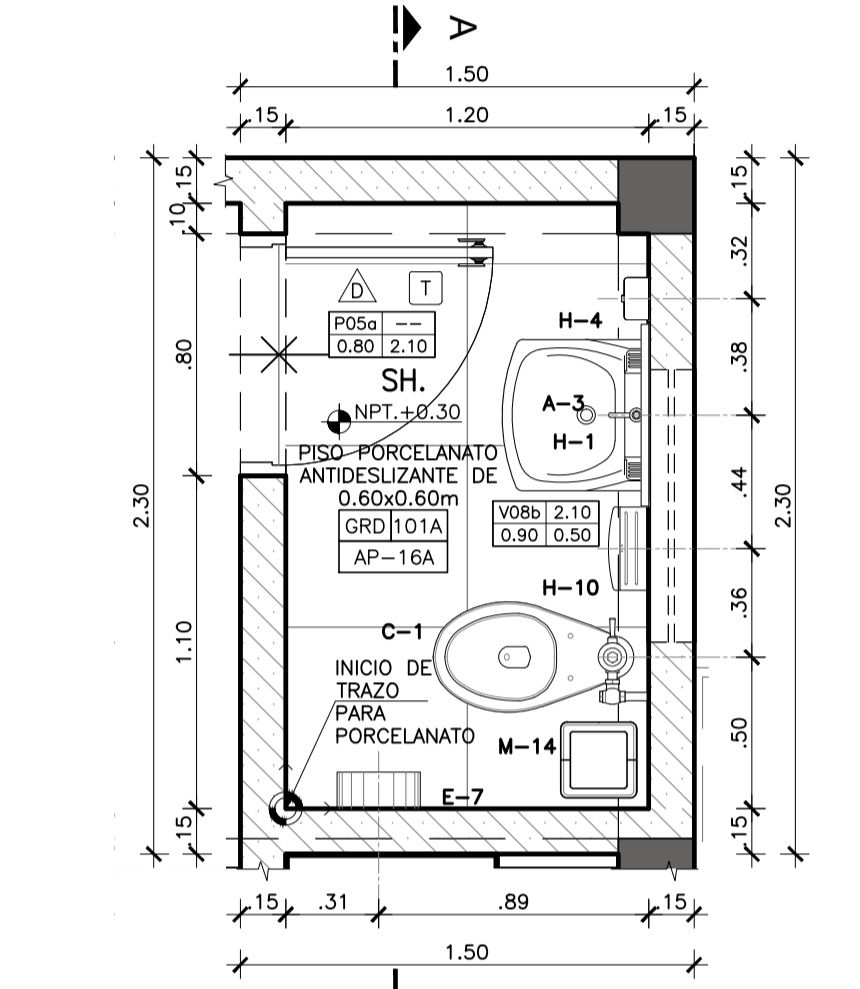 A
1.50
.15
1.20
.15
.15
.10
.80
1.10
.15
2.30
.15
.32
.38
.44
.36
.50
.15
2.30
D
T
P05a
--
0.80
2.10
H-4
SH.
NPT.+0.30
A-3
H-1
PISO PORCELANATO
ANTIDESLIZANTE DE
0.60x0.60m
GRD
101A
AP-16A
V08b
2.10
0.90
0.50
H-10
C-1
INICIO DE
TRAZO
PARA
PORCELANATO
M-14
E-7
.15
.31
.89
.15
1.50